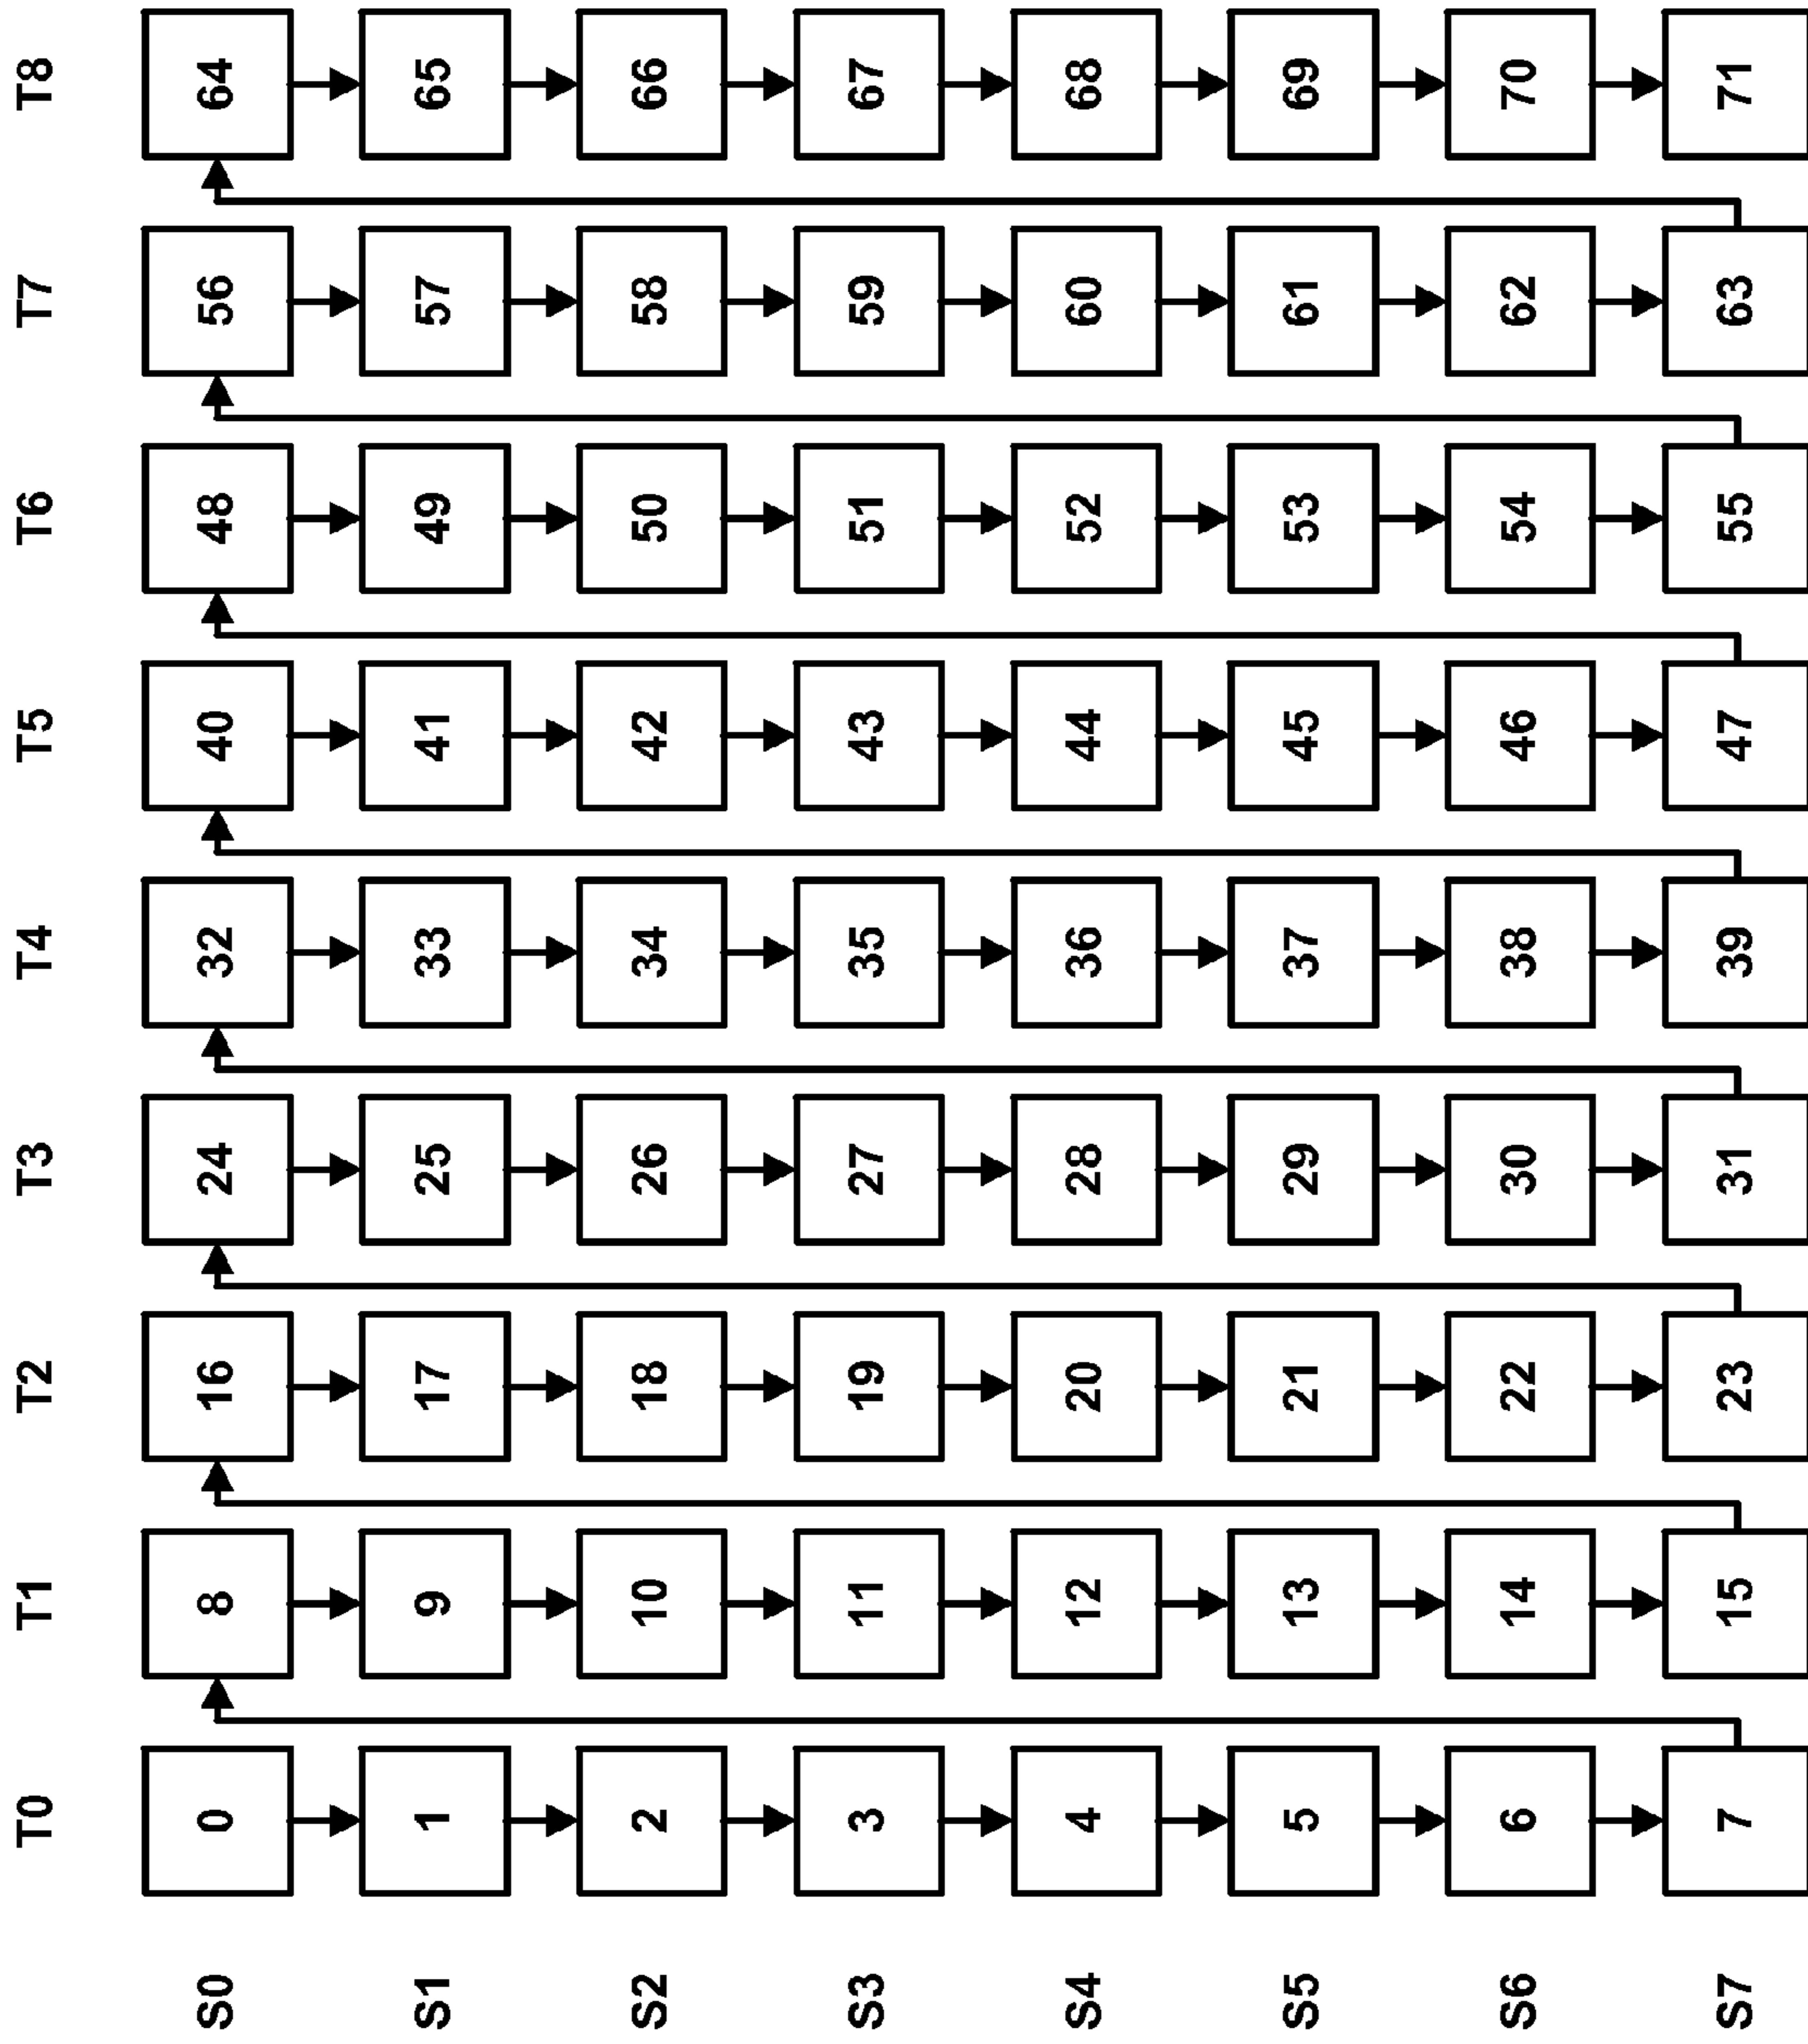 T0 T1 T2 T3 T4 T5 T6 T7 T8
S0 0 8 16 24 32 40 48 56 64
S1 1 9 17 25 33 41 49 57 65
S2 2 10 18 26 34 42 50 58 66
S3 3 11 19 27 35 43 51 59 67
S4 4 12 20 28 36 44 52 60 68
S5 5 13 21 29 37 45 53 61 69
S6 6 14 22 30 38 46 54 62 70
S7 7 15 23 31 39 47 55 63 71